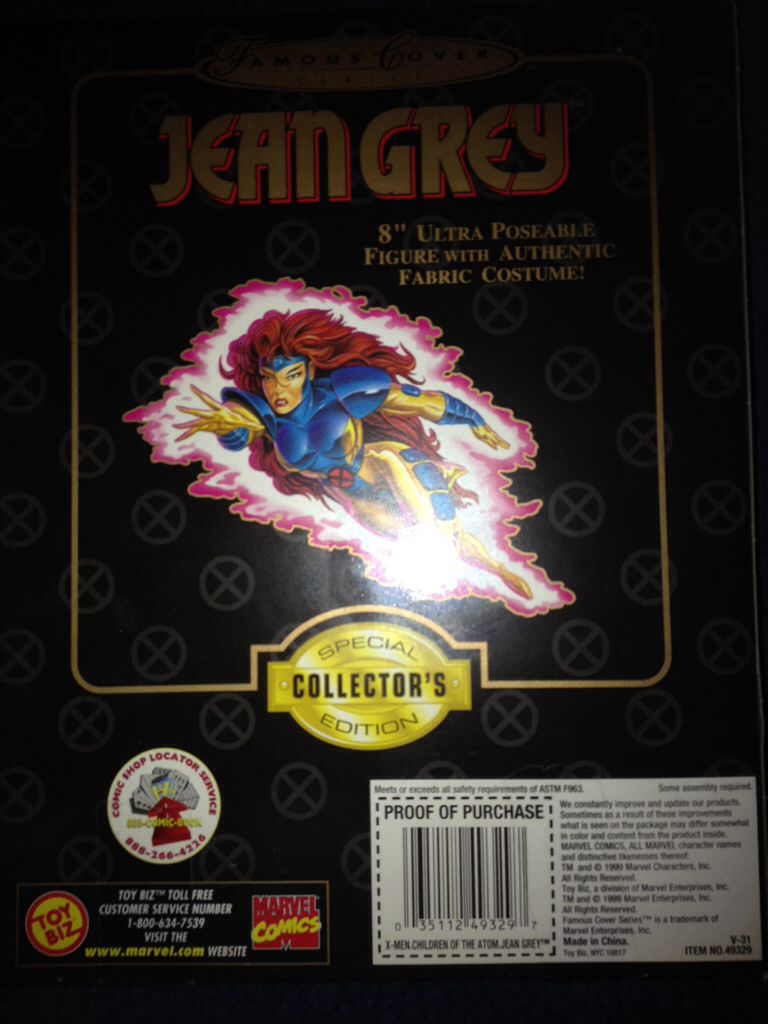 FAMOUS COVER
SERIES
JEAN GREY™
8" ULTRA POSEABLE
FIGURE WITH AUTHENTIC
FABRIC COSTUME!
SPECIAL
COLLECTOR'S
EDITION
COMIC SHOP LOCATOR SERVICE
888-COMIC-BOOK
888-266-4226
TOY BIZ
TOY BIZ™ TOLL FREE
CUSTOMER SERVICE NUMBER
1-800-634-7539
VISIT THE
www.marvel.com WEBSITE
MARVEL
COMICS
M
Meets or exceeds all safety requirements of ASTM F963.
Some assembly required.
PROOF OF PURCHASE
0 35112 49329 7
X-MEN.CHILDREN OF THE ATOM.JEAN GREY™
We constantly improve and update our products.
Sometimes as a result of these improvements
what is seen on the package may differ somewhat
in color and content from the product inside.
MARVEL COMICS, ALL MARVEL character names
and distinctive likenesses thereof:
TM and © 1999 Marvel Characters, Inc.
All Rights Reserved.
Toy Biz, a division of Marvel Enterprises, Inc.
TM and © 1999 Marvel Enterprises, Inc.
All Rights Reserved.
Famous Cover Series™ is a trademark of
Marvel Enterprises, Inc.
Made in China.
Toy Biz, NYC 10017
V-31
ITEM NO.49329